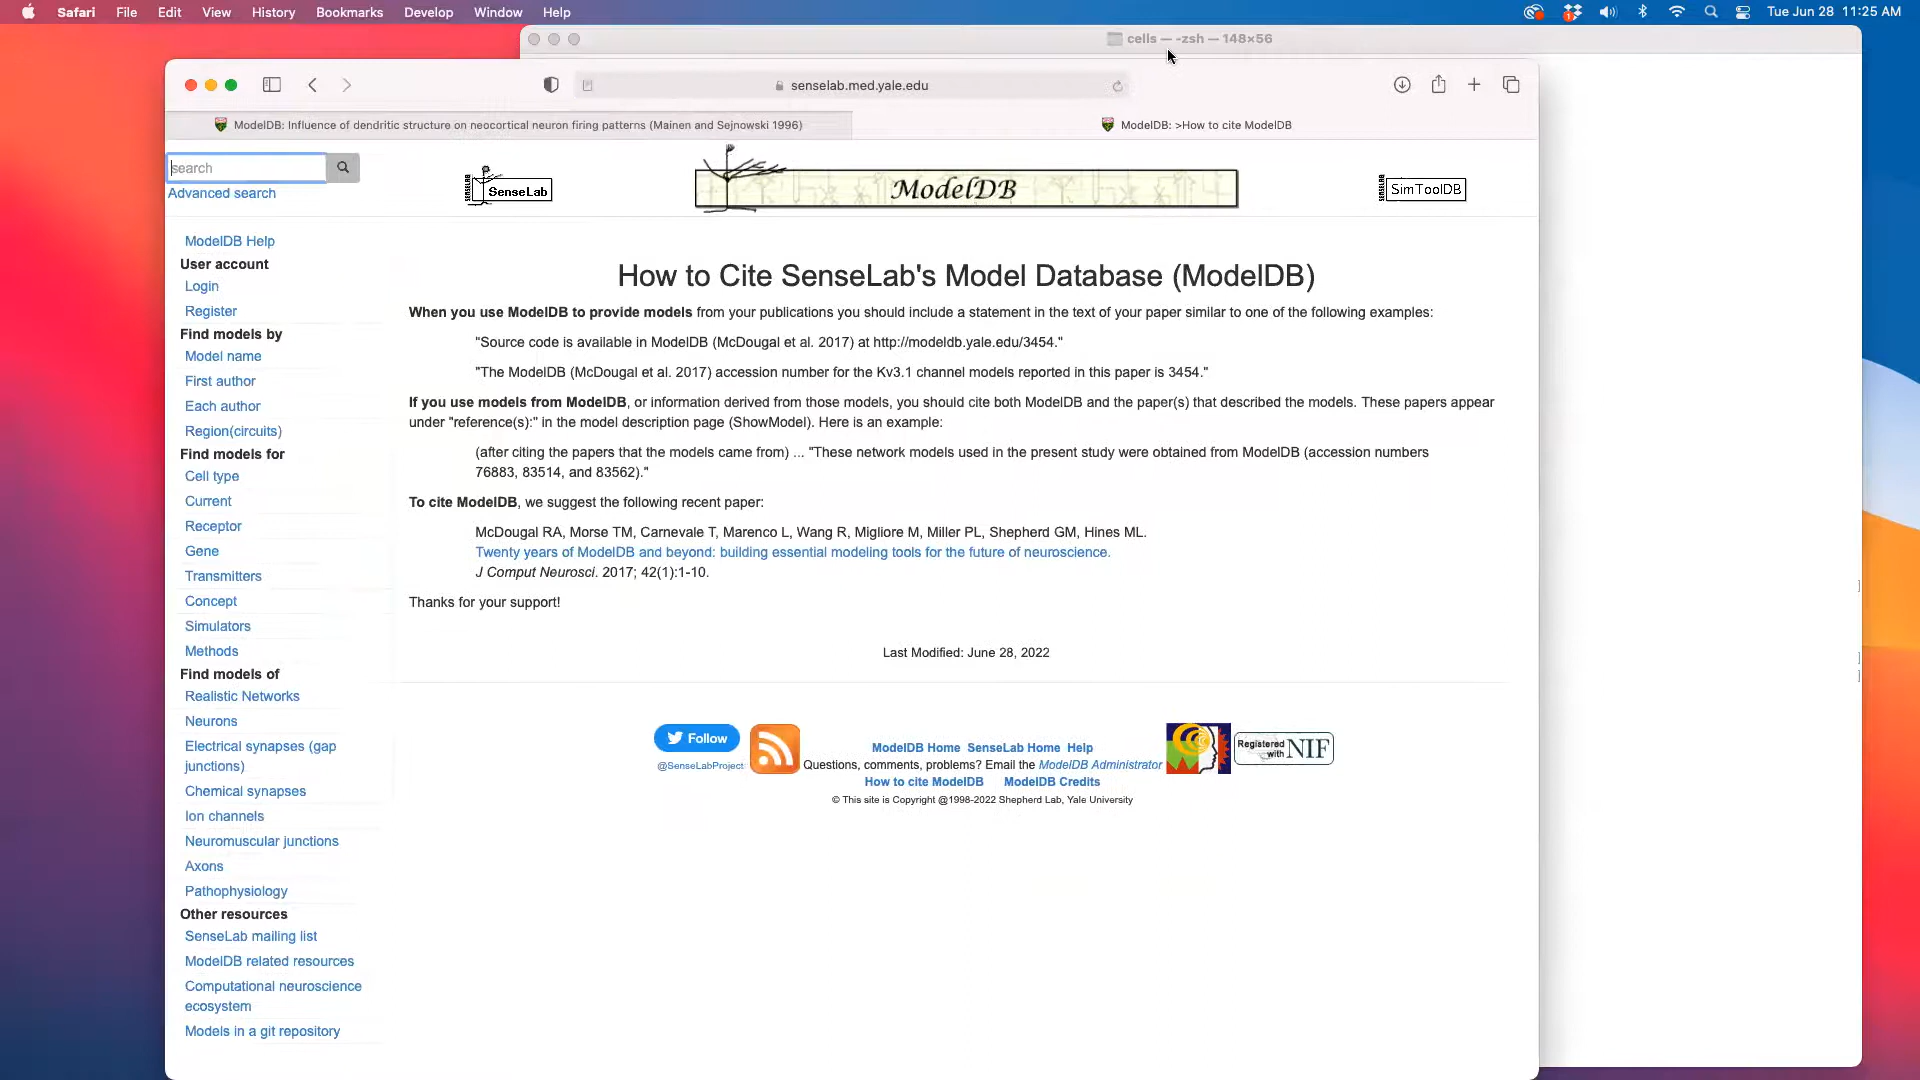 Safari File Edit View History Bookmarks Develop Window Help
Tue Jun 28 11:25 AM
cells — -zsh — 148×56
senselab.med.yale.edu
ModelDB: Influence of dendritic structure on neocortical neuron firing patterns (Mainen and Sejnowski 1996)
ModelDB: >How to cite ModelDB
search
Advanced search
SENSELAB
SenseLab
ModelDB
SENSELAB
SimToolDB
ModelDB Help
User account
Login
Register
Find models by
Model name
First author
Each author
Region(circuits)
Find models for
Cell type
Current
Receptor
Gene
Transmitters
Concept
Simulators
Methods
Find models of
Realistic Networks
Neurons
Electrical synapses (gap
junctions)
Chemical synapses
Ion channels
Neuromuscular junctions
Axons
Pathophysiology
Other resources
SenseLab mailing list
ModelDB related resources
Computational neuroscience
ecosystem
Models in a git repository
How to Cite SenseLab's Model Database (ModelDB)
When you use ModelDB to provide models from your publications you should include a statement in the text of your paper similar to one of the following examples:
"Source code is available in ModelDB (McDougal et al. 2017) at http://modeldb.yale.edu/3454."
"The ModelDB (McDougal et al. 2017) accession number for the Kv3.1 channel models reported in this paper is 3454."
If you use models from ModelDB, or information derived from those models, you should cite both ModelDB and the paper(s) that described the models. These papers appear
under "reference(s):" in the model description page (ShowModel). Here is an example:
(after citing the papers that the models came from) ... "These network models used in the present study were obtained from ModelDB (accession numbers
76883, 83514, and 83562)."
To cite ModelDB, we suggest the following recent paper:
McDougal RA, Morse TM, Carnevale T, Marenco L, Wang R, Migliore M, Miller PL, Shepherd GM, Hines ML.
Twenty years of ModelDB and beyond: building essential modeling tools for the future of neuroscience.
J Comput Neurosci. 2017; 42(1):1-10.
Thanks for your support!
Last Modified: June 28, 2022
Follow
@SenseLabProject
ModelDB Home SenseLab Home Help
Questions, comments, problems? Email the ModelDB Administrator
How to cite ModelDB ModelDB Credits
© This site is Copyright @1998-2022 Shepherd Lab, Yale University
Registered
with NIF
]
]
]